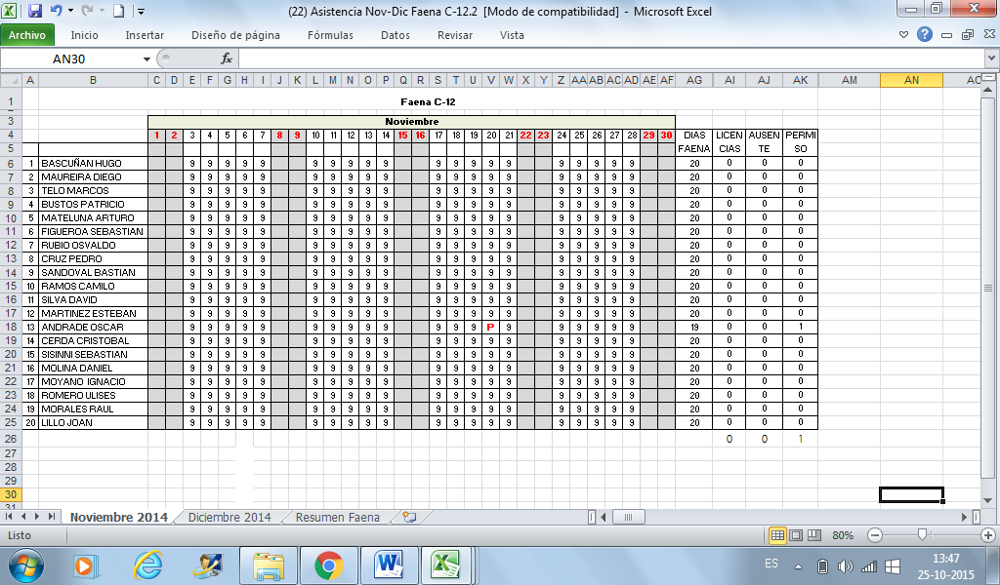 (22) Asistencia Nov-Dic Faena C-12.2 [Modo de compatibilidad] - Microsoft Excel
Archivo Inicio Insertar Diseño de página Fórmulas Datos Revisar Vista
AN30 fx
A B C D E F G H I J K L M N O P Q R S T U V W X Y Z AA AB AC AD AE AF AG AI AJ AK AM AN AO
1 Faena C-12
3 Noviembre
4 1 2 3 4 5 6 7 8 9 10 11 12 13 14 15 16 17 18 19 20 21 22 23 24 25 26 27 28 29 30 DIAS LICEN AUSEN PERMI
5 FAENA CIAS TE SO
6 1 BASCUÑAN HUGO 9 9 9 9 9 9 9 9 9 9 9 9 9 9 9 9 9 9 9 9 20 0 0 0
7 2 MAUREIRA DIEGO 9 9 9 9 9 9 9 9 9 9 9 9 9 9 9 9 9 9 9 9 20 0 0 0
8 3 TELO MARCOS 9 9 9 9 9 9 9 9 9 9 9 9 9 9 9 9 9 9 9 9 20 0 0 0
9 4 BUSTOS PATRICIO 9 9 9 9 9 9 9 9 9 9 9 9 9 9 9 9 9 9 9 9 20 0 0 0
10 5 MATELUNA ARTURO 9 9 9 9 9 9 9 9 9 9 9 9 9 9 9 9 9 9 9 9 20 0 0 0
11 6 FIGUEROA SEBASTIAN 9 9 9 9 9 9 9 9 9 9 9 9 9 9 9 9 9 9 9 9 20 0 0 0
12 7 RUBIO OSVALDO 9 9 9 9 9 9 9 9 9 9 9 9 9 9 9 9 9 9 9 9 20 0 0 0
13 8 CRUZ PEDRO 9 9 9 9 9 9 9 9 9 9 9 9 9 9 9 9 9 9 9 9 20 0 0 0
14 9 SANDOVAL BASTIAN 9 9 9 9 9 9 9 9 9 9 9 9 9 9 9 9 9 9 9 9 20 0 0 0
15 10 RAMOS CAMILO 9 9 9 9 9 9 9 9 9 9 9 9 9 9 9 9 9 9 9 9 20 0 0 0
16 11 SILVA DAVID 9 9 9 9 9 9 9 9 9 9 9 9 9 9 9 9 9 9 9 9 20 0 0 0
17 12 MARTINEZ ESTEBAN 9 9 9 9 9 9 9 9 9 9 9 9 9 9 9 9 9 9 9 9 20 0 0 0
18 13 ANDRADE OSCAR 9 9 9 9 9 9 9 9 9 9 9 9 9 P 9 9 9 9 9 9 19 0 0 1
19 14 CERDA CRISTOBAL 9 9 9 9 9 9 9 9 9 9 9 9 9 9 9 9 9 9 9 9 20 0 0 0
20 15 SISINNI SEBASTIAN 9 9 9 9 9 9 9 9 9 9 9 9 9 9 9 9 9 9 9 9 20 0 0 0
21 16 MOLINA DANIEL 9 9 9 9 9 9 9 9 9 9 9 9 9 9 9 9 9 9 9 9 20 0 0 0
22 17 MOYANO IGNACIO 9 9 9 9 9 9 9 9 9 9 9 9 9 9 9 9 9 9 9 9 20 0 0 0
23 18 ROMERO ULISES 9 9 9 9 9 9 9 9 9 9 9 9 9 9 9 9 9 9 9 9 20 0 0 0
24 19 MORALES RAUL 9 9 9 9 9 9 9 9 9 9 9 9 9 9 9 9 9 9 9 9 20 0 0 0
25 20 LILLO JOAN 9 9 9 9 9 9 9 9 9 9 9 9 9 9 9 9 9 9 9 9 20 0 0 0
26 0 0 1
27
28
29
30
31
Noviembre 2014 Diciembre 2014 Resumen Faena
Listo 80%
ES 13:47
25-10-2015